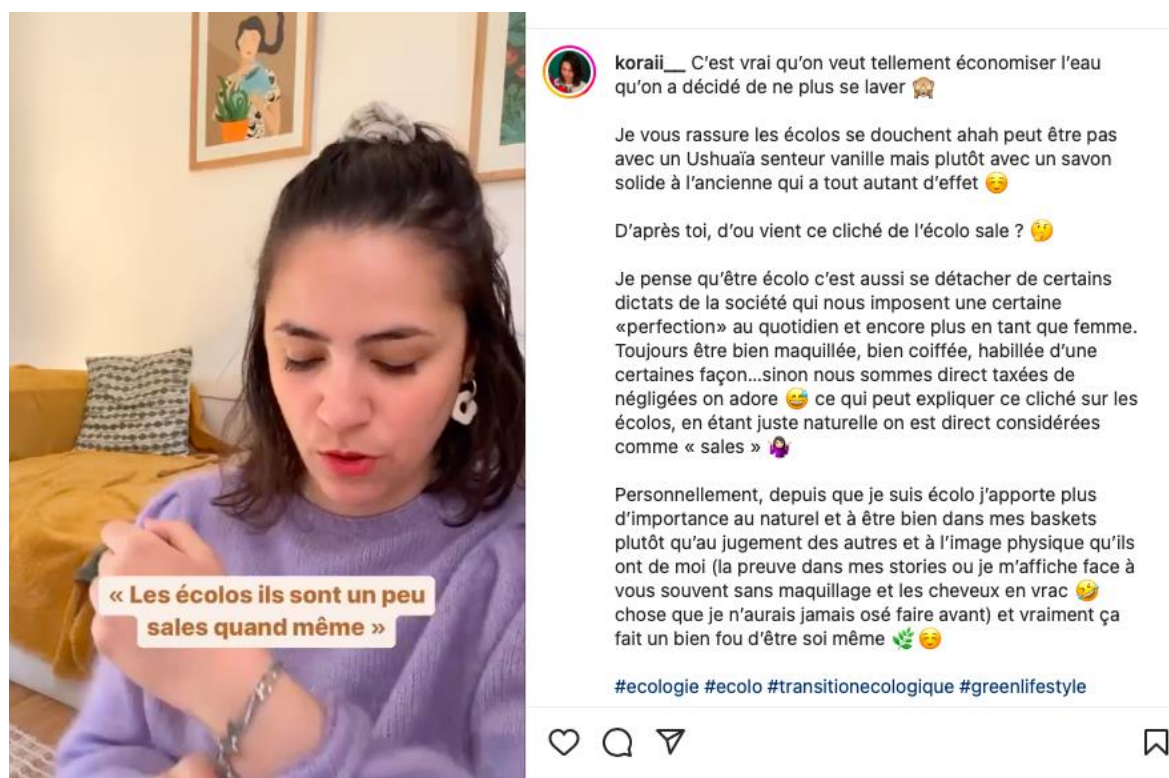 « Les écolos ils sont un peu
sales quand même »
koraii__ C’est vrai qu’on veut tellement économiser l’eau
qu’on a décidé de ne plus se laver 🙈
Je vous rassure les écolos se douchent ahah peut être pas
avec un Ushuaïa senteur vanille mais plutôt avec un savon
solide à l’ancienne qui a tout autant d’effet ☺️
D’après toi, d’ou vient ce cliché de l’écolo sale ? 🤔
Je pense qu’être écolo c’est aussi se détacher de certains
dictats de la société qui nous imposent une certaine
«perfection» au quotidien et encore plus en tant que femme.
Toujours être bien maquillée, bien coiffée, habillée d’une
certaines façon...sinon nous sommes direct taxées de
négligées on adore 😅 ce qui peut expliquer ce cliché sur les
écolos, en étant juste naturelle on est direct considérées
comme « sales » 🤷🏻‍♀️
Personnellement, depuis que je suis écolo j’apporte plus
d’importance au naturel et à être bien dans mes baskets
plutôt qu’au jugement des autres et à l’image physique qu’ils
ont de moi (la preuve dans mes stories ou je m’affiche face à
vous souvent sans maquillage et les cheveux en vrac 🤣
chose que je n’aurais jamais osé faire avant) et vraiment ça
fait un bien fou d’être soi même 🌿 ☺️
#ecologie #ecolo #transitionecologique #greenlifestyle